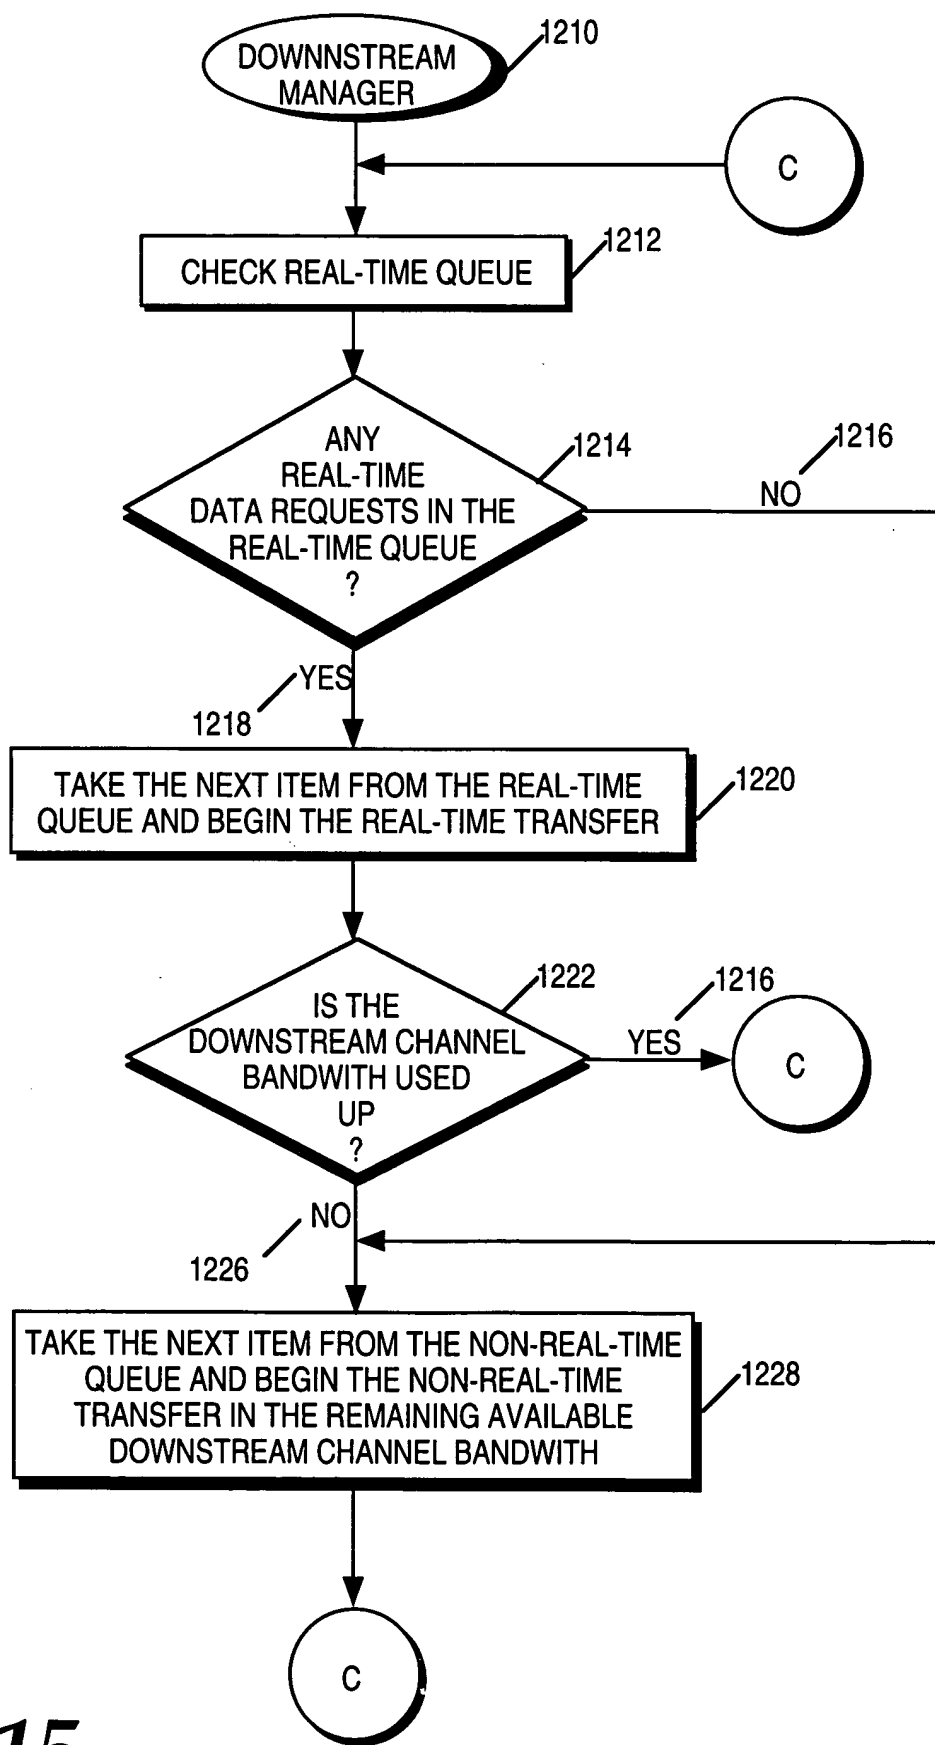 DOWNNSTREAM
MANAGER
1210
C
CHECK REAL-TIME QUEUE
1212
ANY
REAL-TIME
DATA REQUESTS IN THE
REAL-TIME QUEUE
?
1214
1216
NO
YES
1218
TAKE THE NEXT ITEM FROM THE REAL-TIME
QUEUE AND BEGIN THE REAL-TIME TRANSFER
1220
IS THE
DOWNSTREAM CHANNEL
BANDWITH USED
UP
?
1222
1216
YES
C
NO
1226
TAKE THE NEXT ITEM FROM THE NON-REAL-TIME
QUEUE AND BEGIN THE NON-REAL-TIME
TRANSFER IN THE REMAINING AVAILABLE
DOWNSTREAM CHANNEL BANDWITH
1228
C
15